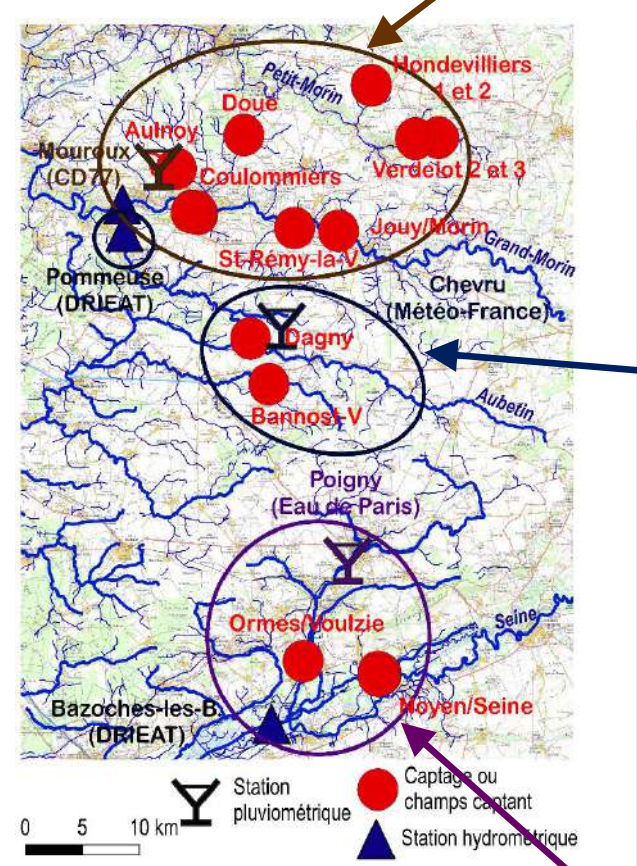 Hondevilliers
1 et 2
Petit-Morin
Doue
Aulnoy
Mouroux
(CD77)
Verdelot 2 et 3
Coulommiers
Jouy/Morin
St-Rémy-la-V
Grand-Morin
Pommeuse
(DRIEAT)
Chevru
(Météo-France)
Dagny
Aubetin
Bannost-V
Poigny
(Eau de Paris)
Ormes/Voulzie
Seine
Noyen/Seine
Bazoches-les-B.
(DRIEAT)
Station
pluviométrique
Captage ou
champs captant
0 5 10 km
Station hydrométrique